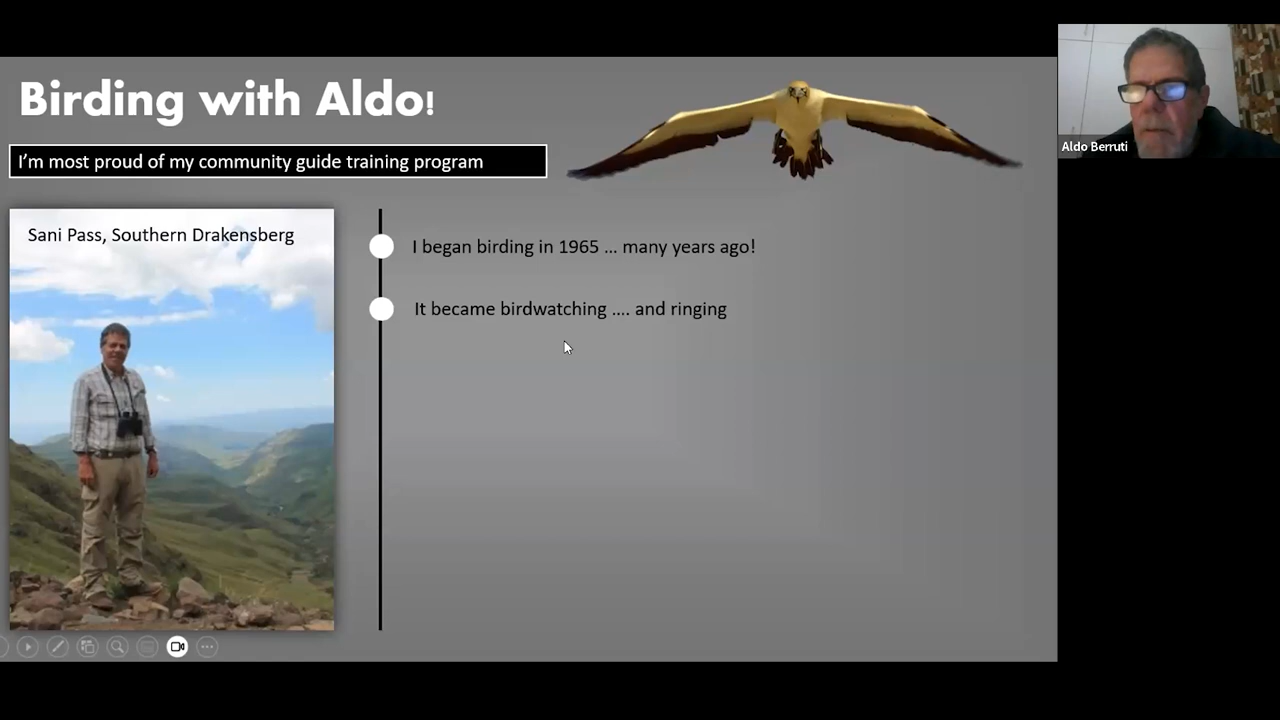 Birding with Aldo!
I'm most proud of my community guide training program
Sani Pass, Southern Drakensberg
I began birding in 1965 ... many years ago!
It became birdwatching .... and ringing
Aldo Berruti